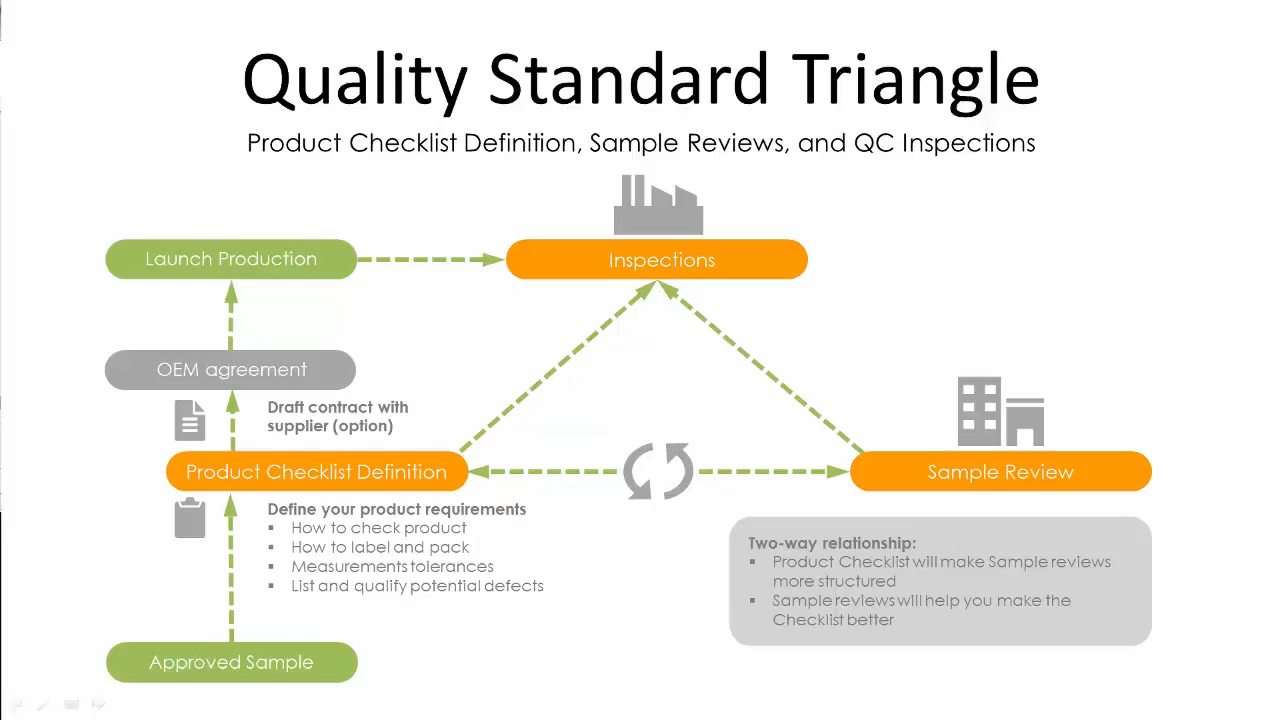 Quality Standard Triangle
Product Checklist Definition, Sample Reviews, and QC Inspections
Launch Production
Inspections
OEM agreement
Draft contract with
supplier (option)
Product Checklist Definition
Sample Review
Define your product requirements
▪ How to check product
▪ How to label and pack
▪ Measurements tolerances
▪ List and qualify potential defects
Two-way relationship:
▪ Product Checklist will make Sample reviews
more structured
▪ Sample reviews will help you make the
Checklist better
Approved Sample